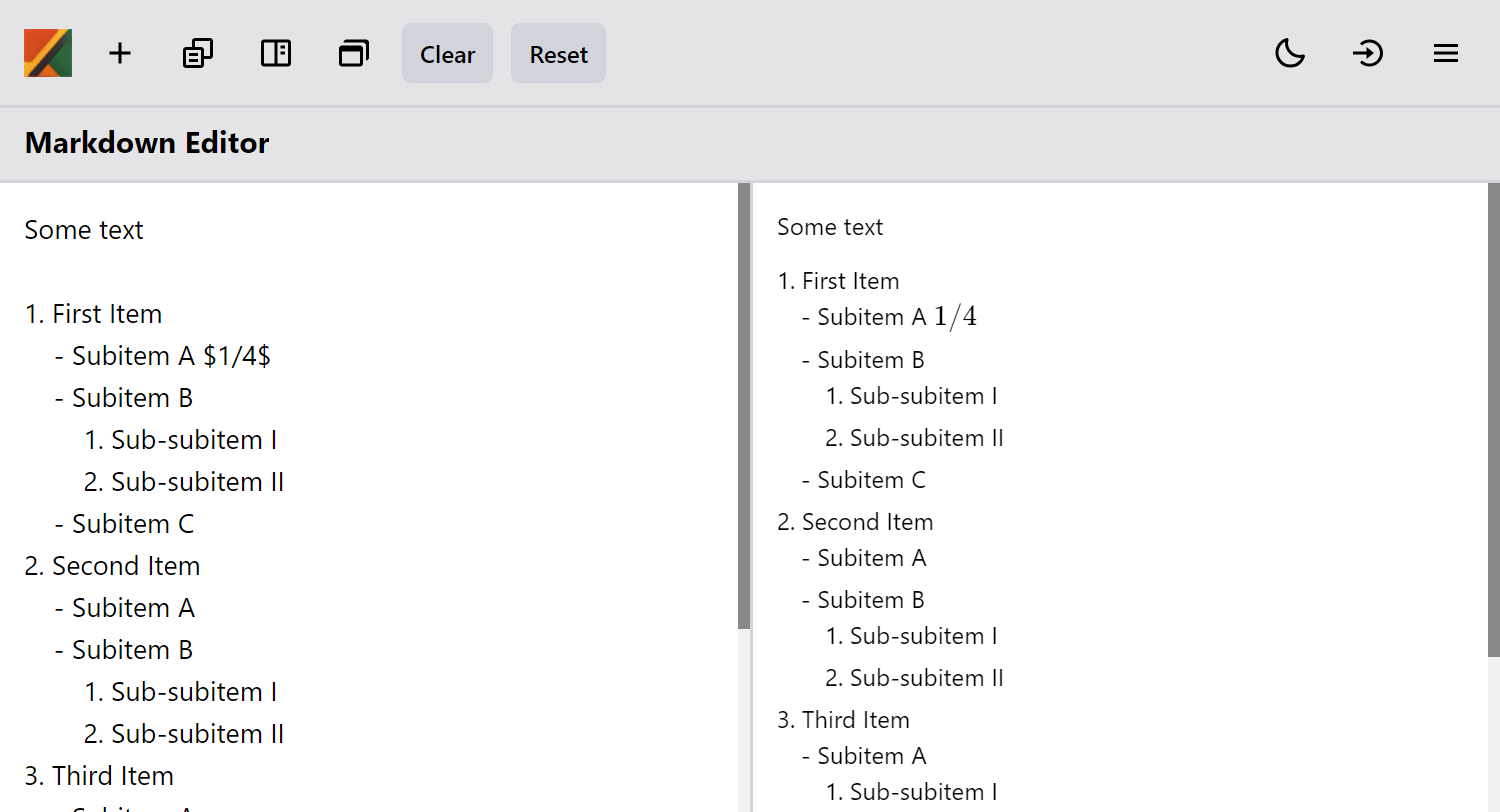 Clear Reset
Markdown Editor
Some text
1. First Item
- Subitem A $1/4$
- Subitem B
1. Sub-subitem I
2. Sub-subitem II
- Subitem C
2. Second Item
- Subitem A
- Subitem B
1. Sub-subitem I
2. Sub-subitem II
3. Third Item
Some text
1. First Item
- Subitem A 1/4
- Subitem B
1. Sub-subitem I
2. Sub-subitem II
- Subitem C
2. Second Item
- Subitem A
- Subitem B
1. Sub-subitem I
2. Sub-subitem II
3. Third Item
- Subitem A
1. Sub-subitem I